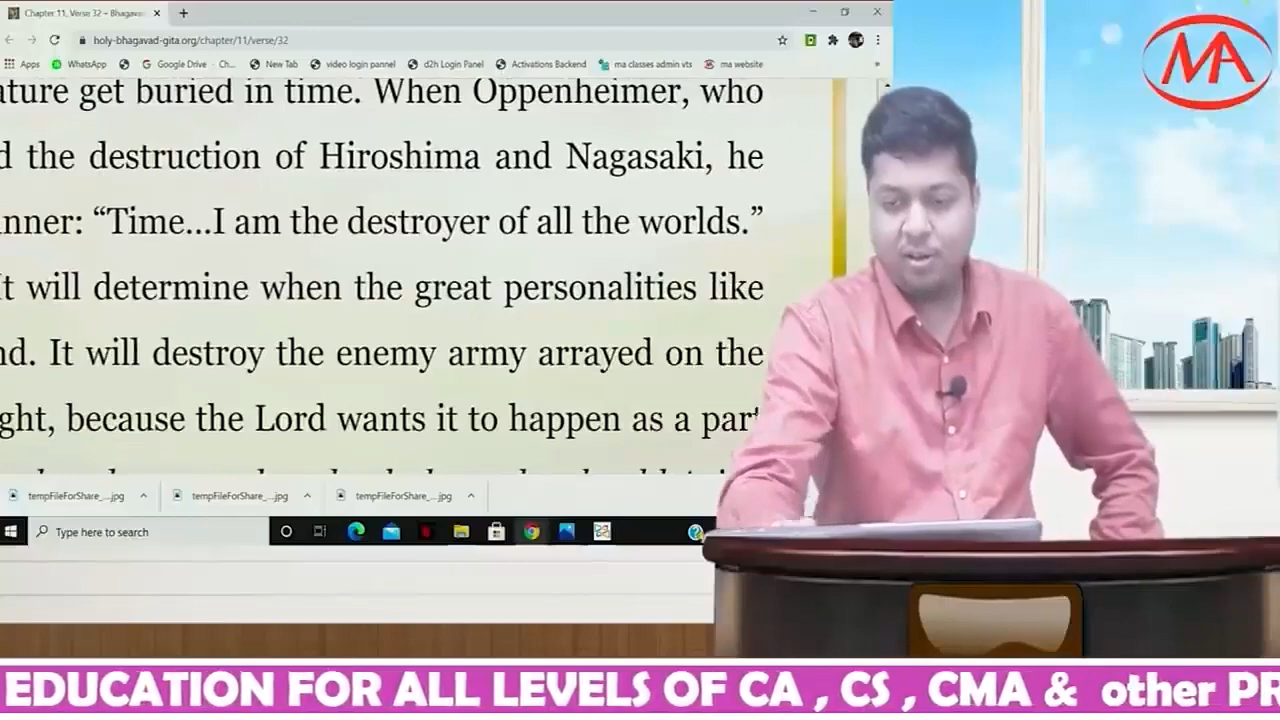 Chapter 11, Verse 32 – Bhagava
holy-bhagavad-gita.org/chapter/11/verse/32
Apps WhatsApp Google Drive - Ch... New Tab video login pannel d2h Login Panel Activations Backend ma classes admin vts ma website
MA
ature get buried in time. When Oppenheimer, who
d the destruction of Hiroshima and Nagasaki, he
nner: “Time...I am the destroyer of all the worlds.”
It will determine when the great personalities like
nd. It will destroy the enemy army arrayed on the
ght, because the Lord wants it to happen as a part
tempFileForShare_....jpg tempFileForShare_....jpg tempFileForShare_....jpg
Type here to search
EDUCATION FOR ALL LEVELS OF CA , CS , CMA & other PR